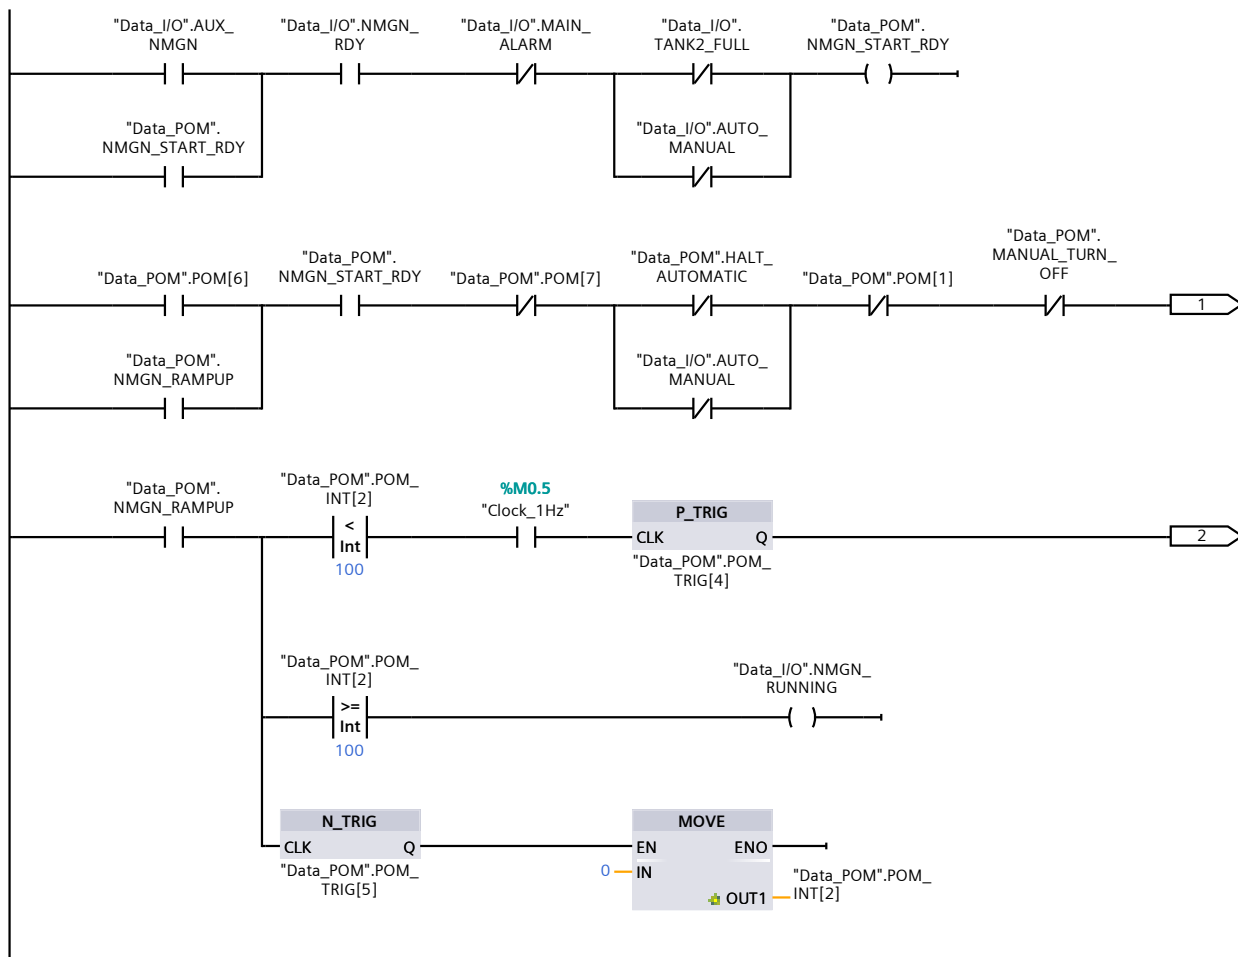 "Data_I/O".AUX_
NMGN
"Data_I/O".NMGN_
RDY
"Data_I/O".MAIN_
ALARM
"Data_I/O".
TANK2_FULL
"Data_POM".
NMGN_START_RDY
"Data_POM".
NMGN_START_RDY
"Data_I/O".AUTO_
MANUAL
"Data_POM".POM[6]
"Data_POM".
NMGN_START_RDY
"Data_POM".POM[7]
"Data_POM".HALT_
AUTOMATIC
"Data_POM".POM[1]
"Data_POM".
MANUAL_TURN_
OFF
1
"Data_POM".
NMGN_RAMPUP
"Data_I/O".AUTO_
MANUAL
"Data_POM".
NMGN_RAMPUP
"Data_POM".POM_
INT[2]
<
Int
100
%M0.5
"Clock_1Hz"
P_TRIG
CLK Q
"Data_POM".POM_
TRIG[4]
2
"Data_POM".POM_
INT[2]
>=
Int
100
"Data_I/O".NMGN_
RUNNING
N_TRIG
CLK Q
"Data_POM".POM_
TRIG[5]
MOVE
EN ENO
0 IN
OUT1
"Data_POM".POM_
INT[2]